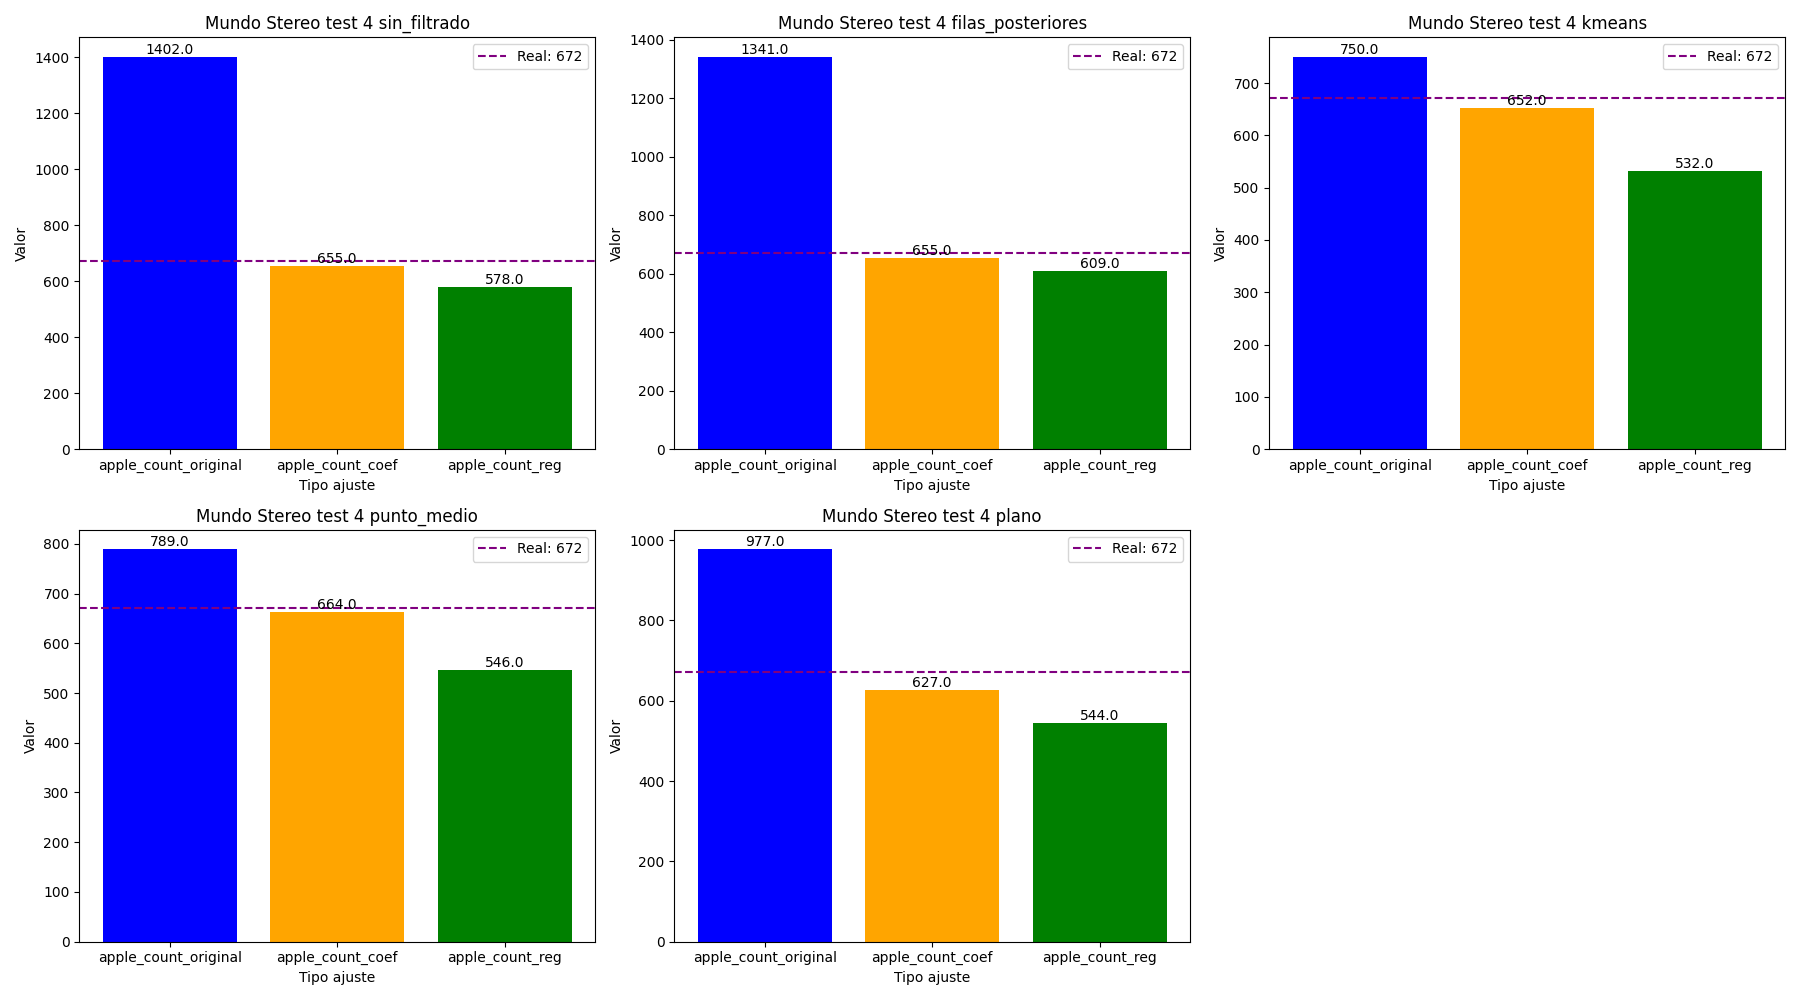 Mundo Stereo test 4 sin_filtrado
1402.0
Real: 672
655.0
578.0
Valor
0
200
400
600
800
1000
1200
1400
apple_count_original
apple_count_coef
apple_count_reg
Tipo ajuste
Mundo Stereo test 4 filas_posteriores
1341.0
Real: 672
655.0
609.0
Valor
0
200
400
600
800
1000
1200
1400
apple_count_original
apple_count_coef
apple_count_reg
Tipo ajuste
Mundo Stereo test 4 kmeans
750.0
Real: 672
652.0
532.0
Valor
0
100
200
300
400
500
600
700
apple_count_original
apple_count_coef
apple_count_reg
Tipo ajuste
Mundo Stereo test 4 punto_medio
789.0
Real: 672
664.0
546.0
Valor
0
100
200
300
400
500
600
700
800
apple_count_original
apple_count_coef
apple_count_reg
Tipo ajuste
Mundo Stereo test 4 plano
977.0
Real: 672
627.0
544.0
Valor
0
200
400
600
800
1000
apple_count_original
apple_count_coef
apple_count_reg
Tipo ajuste